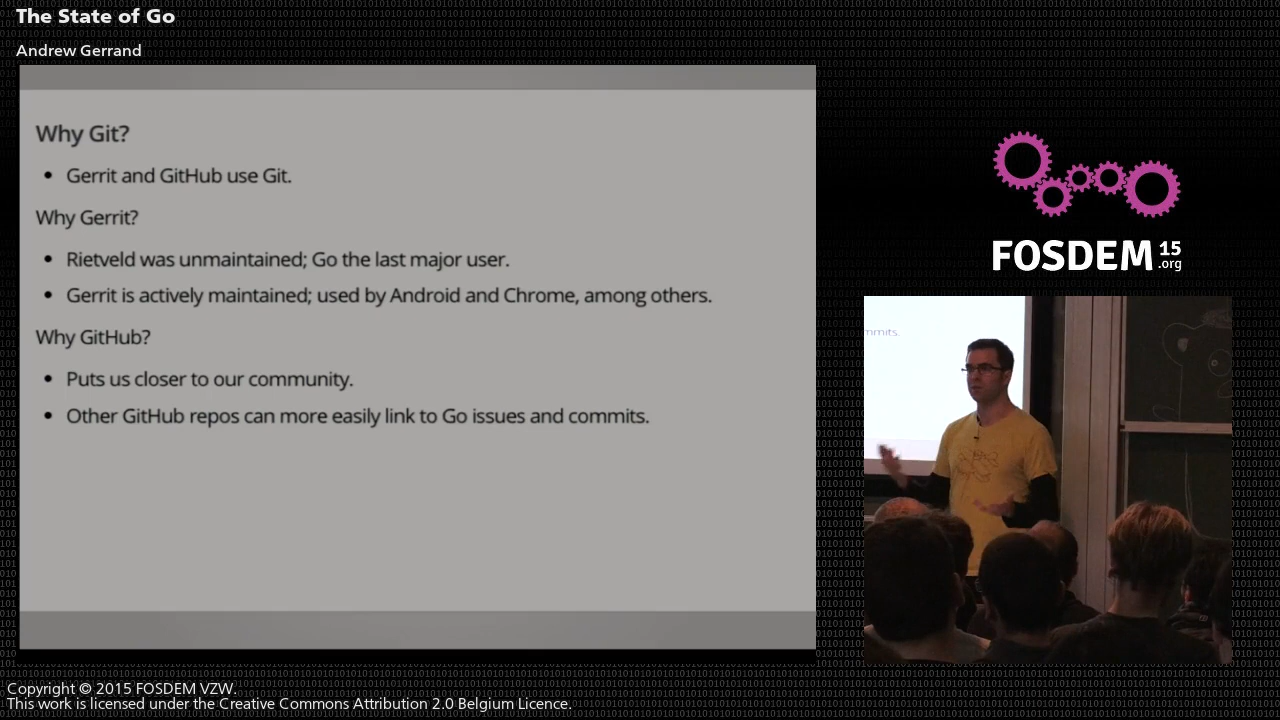 The State of Go
Andrew Gerrand
Why Git?
• Gerrit and GitHub use Git.
Why Gerrit?
• Rietveld was unmaintained; Go the last major user.
• Gerrit is actively maintained; used by Android and Chrome, among others.
Why GitHub?
• Puts us closer to our community.
• Other GitHub repos can more easily link to Go issues and commits.
FOSDEM 15
.org
mmits.
Copyright © 2015 FOSDEM VZW.
This work is licensed under the Creative Commons Attribution 2.0 Belgium Licence.